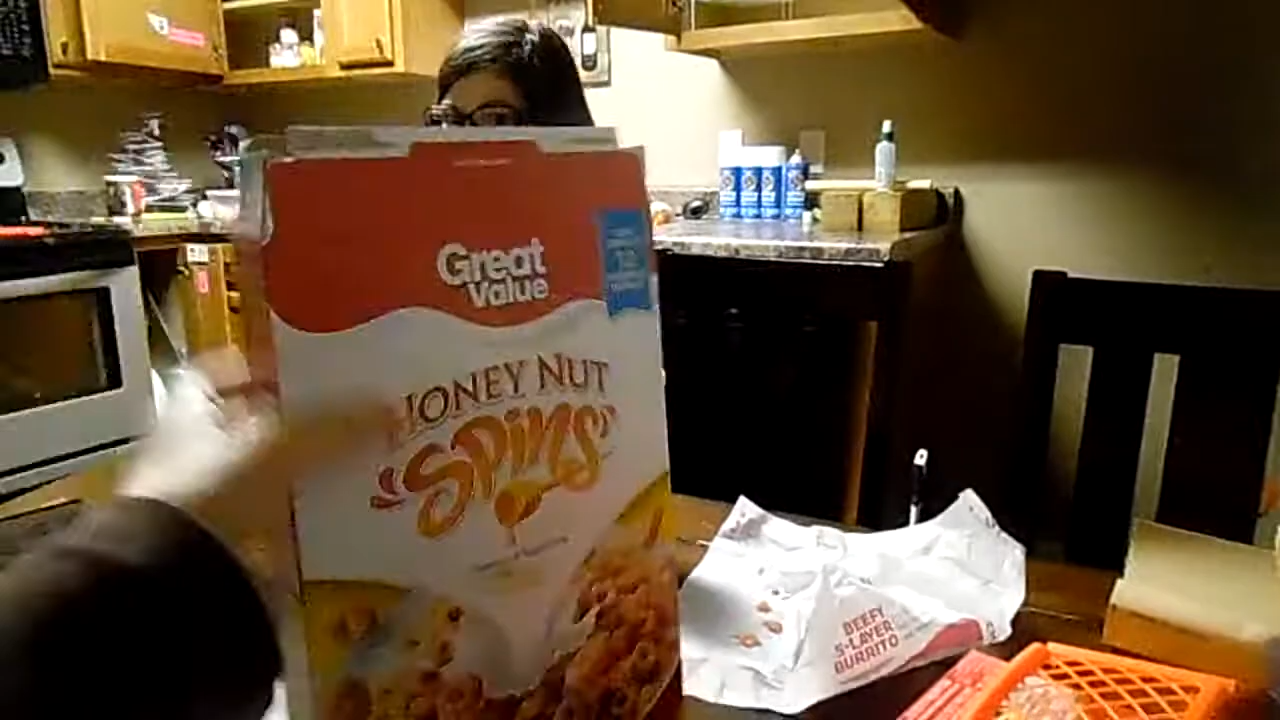 Great
Value
HONEY NUT
SPINS
BEEFY
5-LAYER
BURRITO